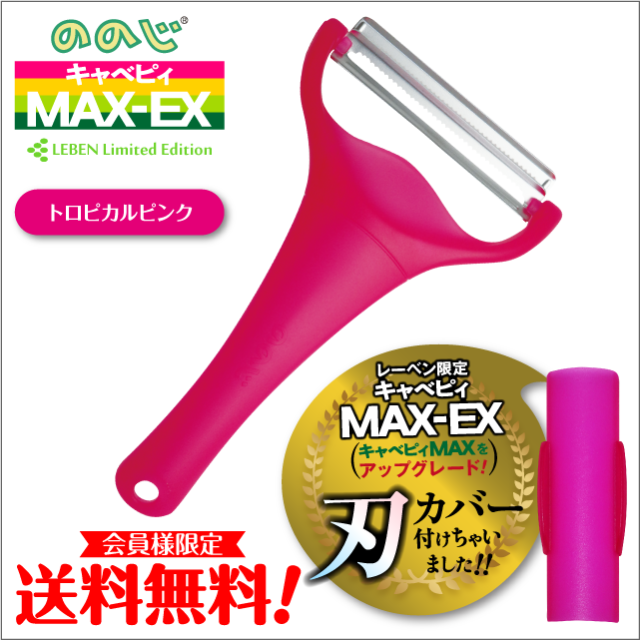 ののじ®
キャベピィ
MAX-EX
LEBEN Limited Edition
トロピカルピンク
レーベン限定
キャベピィ
MAX-EX
(キャベピィMAXを
アップグレード!)
刃カバー
付けちゃい
ました!!
会員様限定
送料無料!